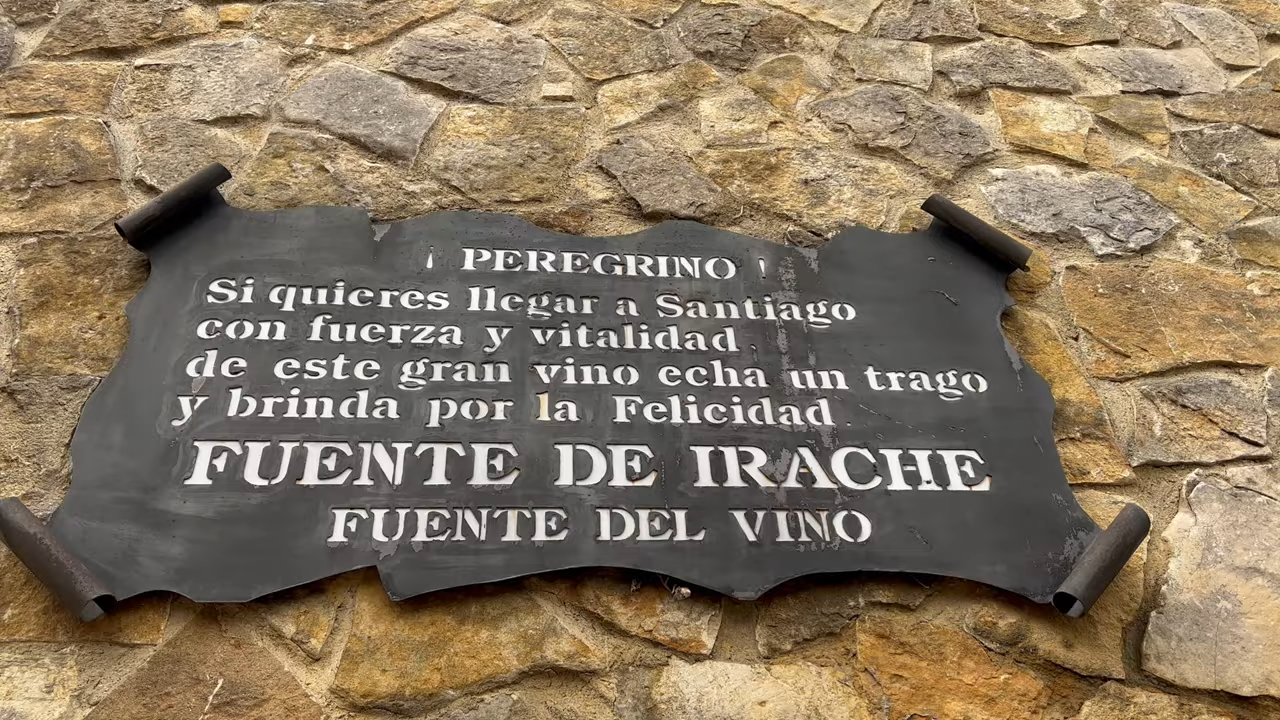 ¡ PEREGRINO !
Si quieres llegar a Santiago
con fuerza y vitalidad
de este gran vino echa un trago
y brinda por la Felicidad
FUENTE DE IRACHE
FUENTE DEL VINO